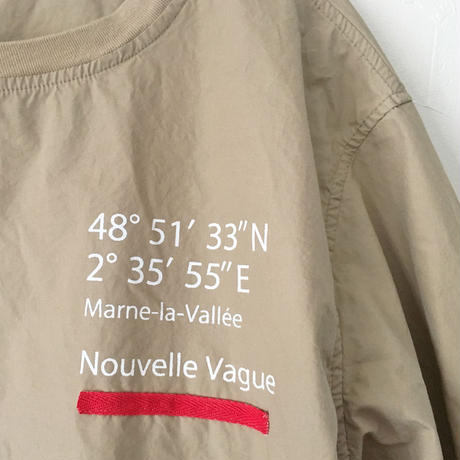 48° 51′ 33″N
2° 35′ 55″E
Marne-la-Vallée
Nouvelle Vague